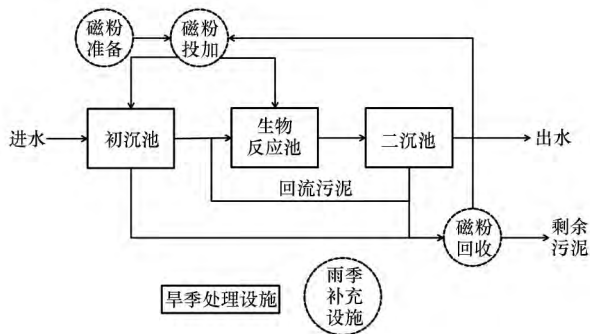 磁粉
准备
磁粉
投加
进水
初沉池
生物
反应池
二沉池
出水
回流污泥
磁粉
回收
剩余
污泥
旱季处理设施
雨季
补充
设施